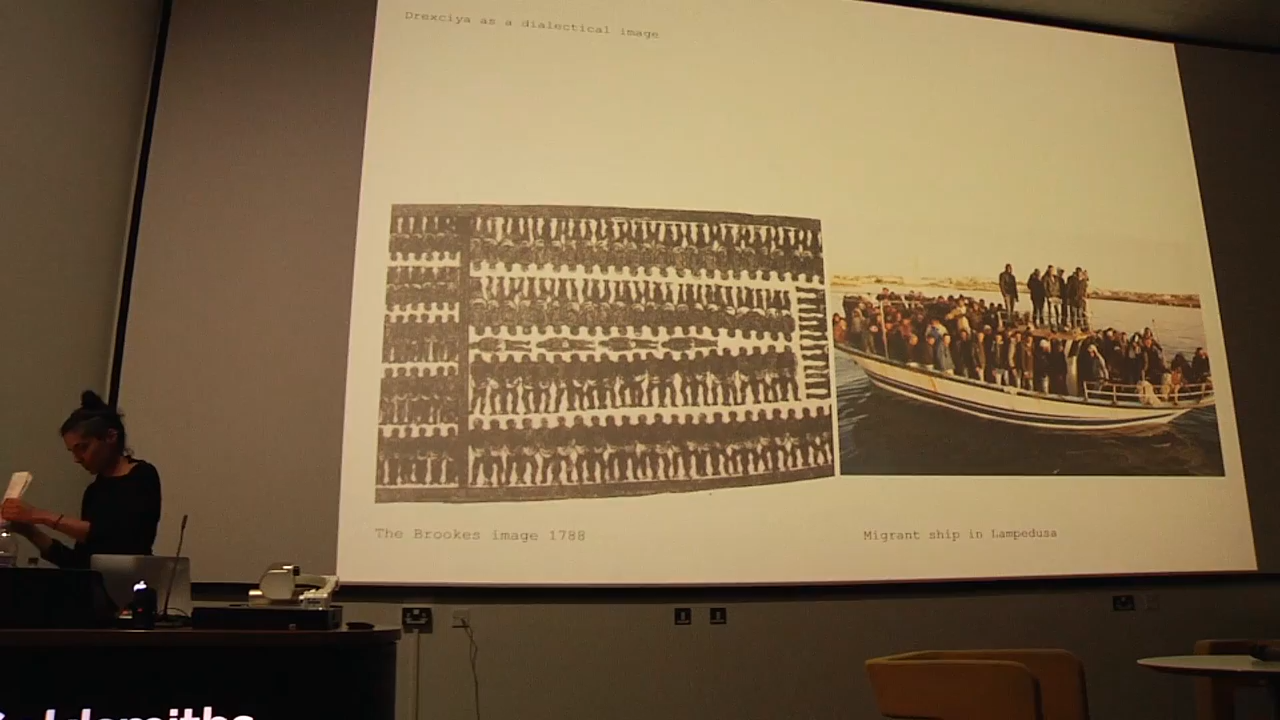 Drexciya as a dialectical image
The Brookes image 1788
Migrant ship in Lampedusa